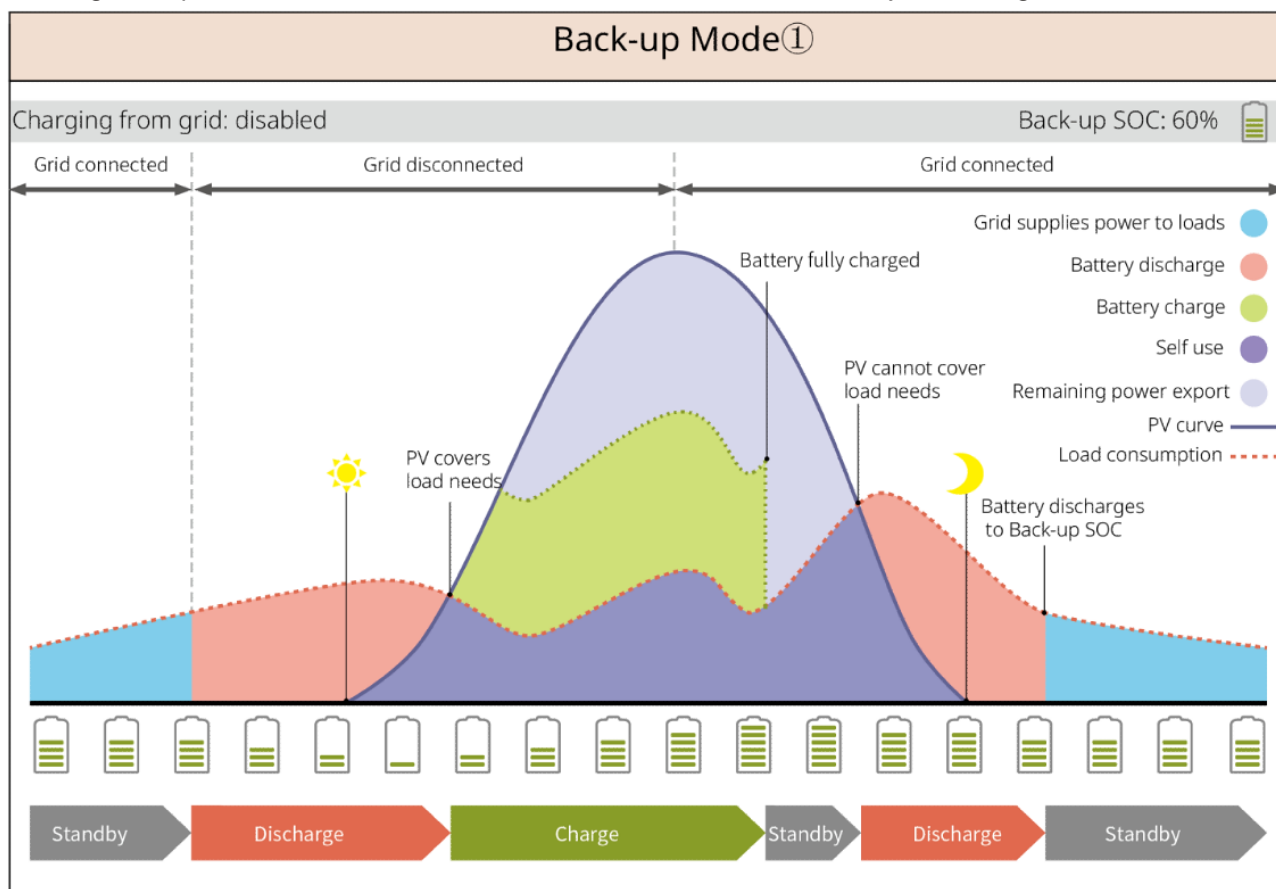 Back-up Mode①
Charging from grid: disabled
Back-up SOC: 60%
Grid connected
Grid disconnected
Grid connected
Grid supplies power to loads
Battery discharge
Battery charge
Self use
Remaining power export
PV curve
Load consumption
Battery fully charged
PV cannot cover
load needs
PV covers
load needs
Battery discharges
to Back-up SOC
Standby
Discharge
Charge
Standby
Discharge
Standby